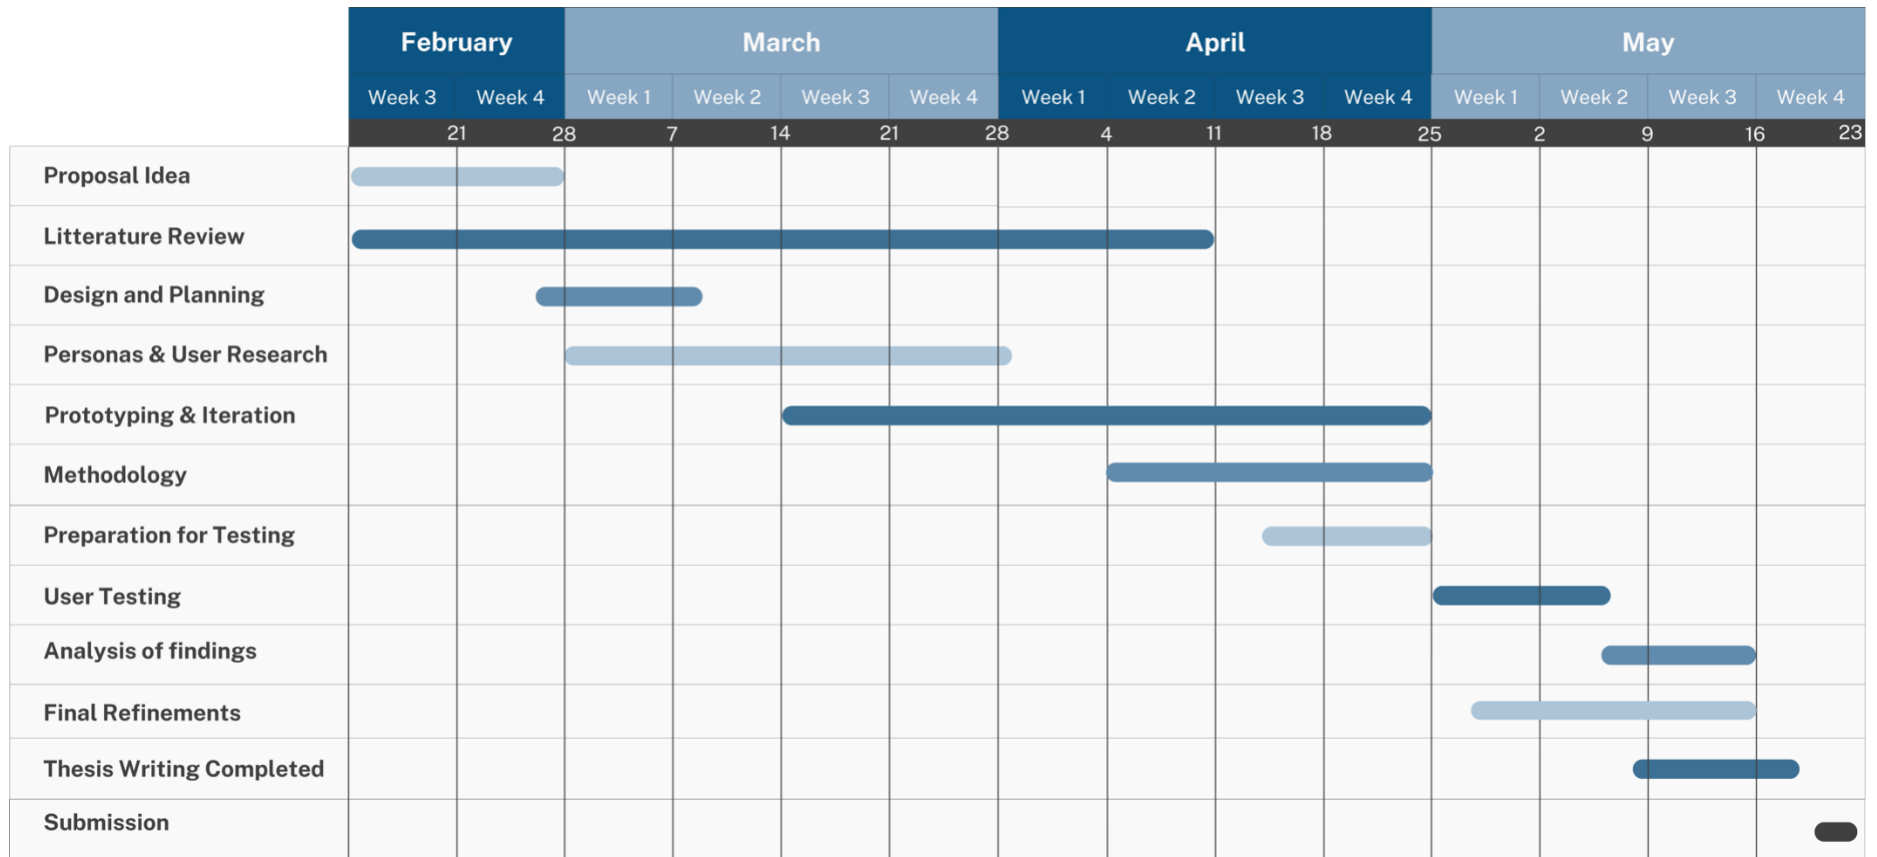 February March April May
Week 3 Week 4 Week 1 Week 2 Week 3 Week 4 Week 1 Week 2 Week 3 Week 4 Week 1 Week 2 Week 3 Week 4
21 28 7 14 21 28 4 11 18 25 2 9 16 23
Proposal Idea
Litterature Review
Design and Planning
Personas & User Research
Prototyping & Iteration
Methodology
Preparation for Testing
User Testing
Analysis of findings
Final Refinements
Thesis Writing Completed
Submission